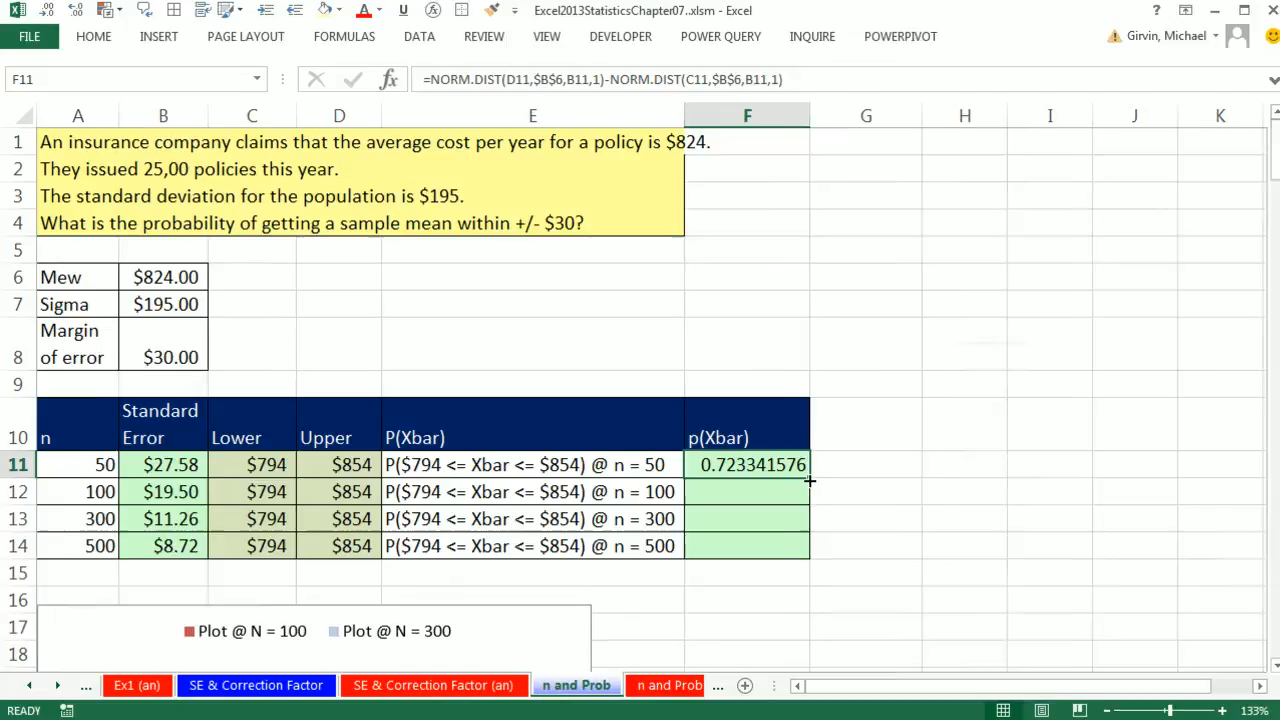 Excel2013StatisticsChapter07..xlsm - Excel
FILE HOME INSERT PAGE LAYOUT FORMULAS DATA REVIEW VIEW DEVELOPER POWER QUERY INQUIRE POWERPIVOT Girvin, Michael
F11 =NORM.DIST(D11,$B$6,B11,1)-NORM.DIST(C11,$B$6,B11,1)
A B C D E F G H I J K
1 An insurance company claims that the average cost per year for a policy is $824.
2 They issued 25,00 policies this year.
3 The standard deviation for the population is $195.
4 What is the probability of getting a sample mean within +/- $30?
5
6 Mew $824.00
7 Sigma $195.00
Margin
8 of error $30.00
9
Standard
10 n Error Lower Upper P(Xbar) p(Xbar)
11 50 $27.58 $794 $854 P($794 <= Xbar <= $854) @ n = 50 0.723341576
12 100 $19.50 $794 $854 P($794 <= Xbar <= $854) @ n = 100
13 300 $11.26 $794 $854 P($794 <= Xbar <= $854) @ n = 300
14 500 $8.72 $794 $854 P($794 <= Xbar <= $854) @ n = 500
15
16
17 Plot @ N = 100 Plot @ N = 300
18
... Ex1 (an) SE & Correction Factor SE & Correction Factor (an) n and Prob n and Prob ...
READY 133%